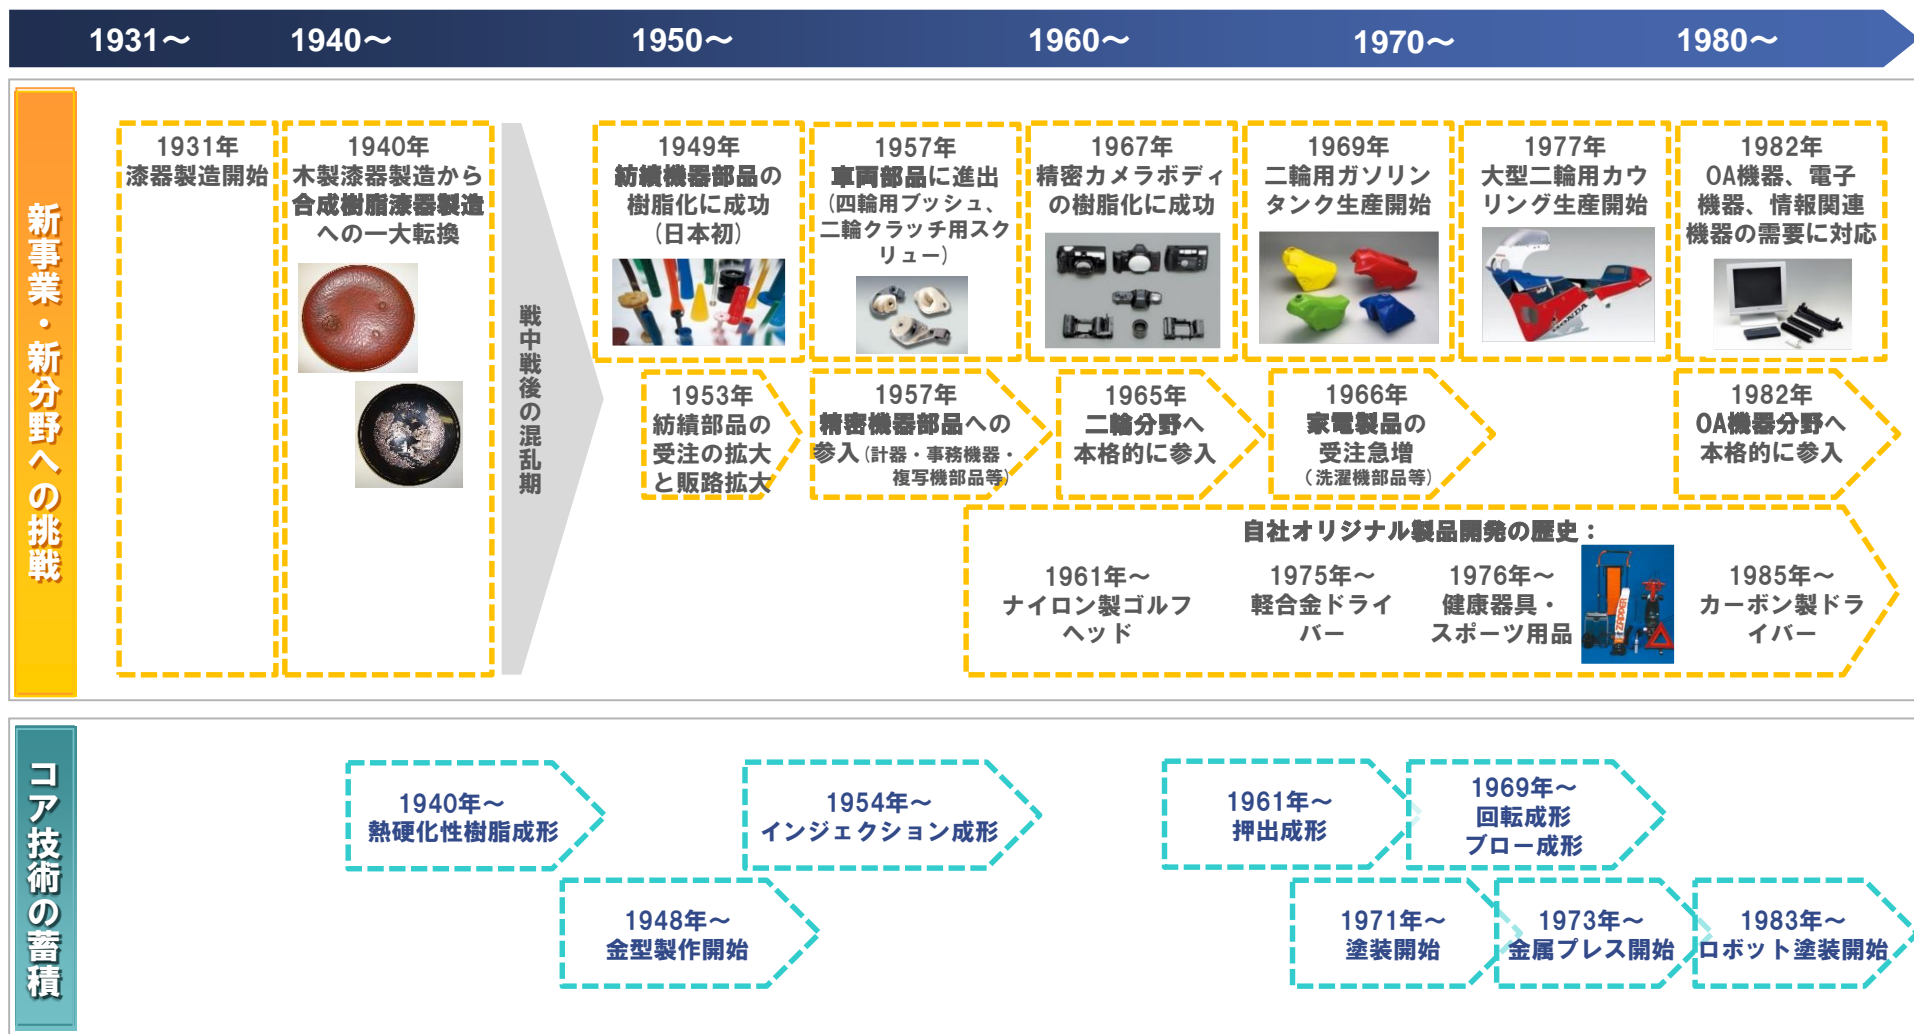 1931～
1940～
1950～
1960～
1970～
1980～
新事業・新分野への挑戦
1931年
漆器製造開始
1940年
木製漆器製造から
合成樹脂漆器製造
への一大転換
戦中戦後の混乱期
1949年
紡績機器部品の
樹脂化に成功
(日本初)
1957年
車両部品に進出
(四輪用ブッシュ、
二輪クラッチ用スク
リュー)
1967年
精密カメラボディ
の樹脂化に成功
1969年
二輪用ガソリン
タンク生産開始
1977年
大型二輪用カウ
リング生産開始
HONDA
1982年
OA機器、電子
機器、情報関連
機器の需要に対応
1953年
紡績部品の
受注の拡大
と販路拡大
1957年
精密機器部品への
参入(計器・事務機器・
複写機部品等)
1965年
二輪分野へ
本格的に参入
1966年
家電製品の
受注急増
(洗濯機部品等)
1982年
OA機器分野へ
本格的に参入
自社オリジナル製品開発の歴史：
1961年～
ナイロン製ゴルフ
ヘッド
1975年～
軽合金ドライ
バー
1976年～
健康器具・
スポーツ用品
ZIPPER
1985年～
カーボン製ドラ
イバー
コア技術の蓄積
1940年～
熱硬化性樹脂成形
1954年～
インジェクション成形
1961年～
押出成形
1969年～
回転成形
ブロー成形
1948年～
金型製作開始
1971年～
塗装開始
1973年～
金属プレス開始
1983年～
ロボット塗装開始